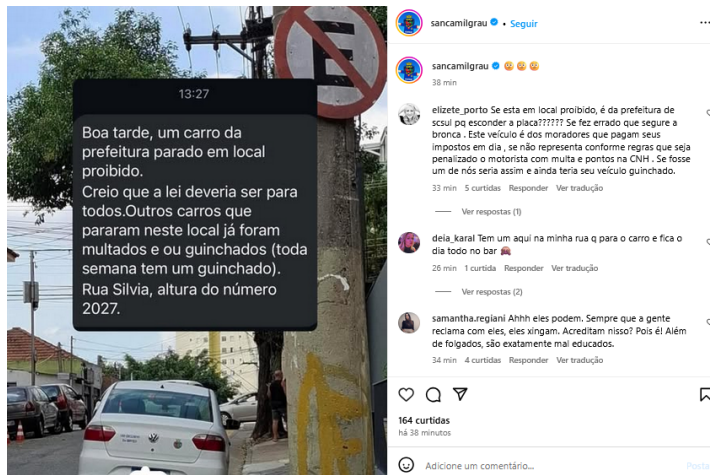 E
13:27
Boa tarde, um carro da
prefeitura parado em local
proibido.
Creio que a lei deveria ser para
todos.Outros carros que
pararam neste local já foram
multados e ou guinchados (toda
semana tem um guinchado).
Rua Silvia, altura do número
2027.
sancamilgrau • Seguir
sancamilgrau
38 min
elizete_porto Se esta em local proibido, é da prefeitura de
scsul pq esconder a placa?????? Se fez errado que segure a
bronca . Este veículo é dos moradores que pagam seus
impostos em dia , se não representa conforme regras que seja
penalizado o motorista com multa e pontos na CNH . Se fosse
um de nós seria assim e ainda teria seu veículo guinchado.
33 min 5 curtidas Responder Ver tradução
Ver respostas (1)
deia_karal Tem um aqui na minha rua q para o carro e fica o
dia todo no bar
26 min 1 curtida Responder Ver tradução
Ver respostas (2)
samantha.regiani Ahhh eles podem. Sempre que a gente
reclama com eles, eles xingam. Acreditam nisso? Pois é! Além
de folgados, são exatamente mal educados.
34 min 4 curtidas Responder Ver tradução
164 curtidas
há 38 minutos
Adicione um comentário...
Posta